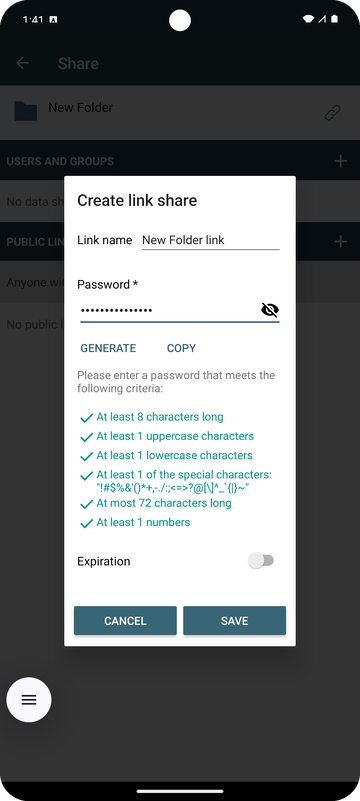 1:41
Share
New Folder
USERS AND GROUPS
No data sh
PUBLIC LIN
Anyone wit
No public l
Create link share
Link name New Folder link
Password *
•••••••••••••••
GENERATE COPY
Please enter a password that meets the
following criteria:
At least 8 characters long
At least 1 uppercase characters
At least 1 lowercase characters
At least 1 of the special characters:
"!#$%&'()*+,-./:;<=>?@[\]^_`{|}~"
At most 72 characters long
At least 1 numbers
Expiration
CANCEL SAVE